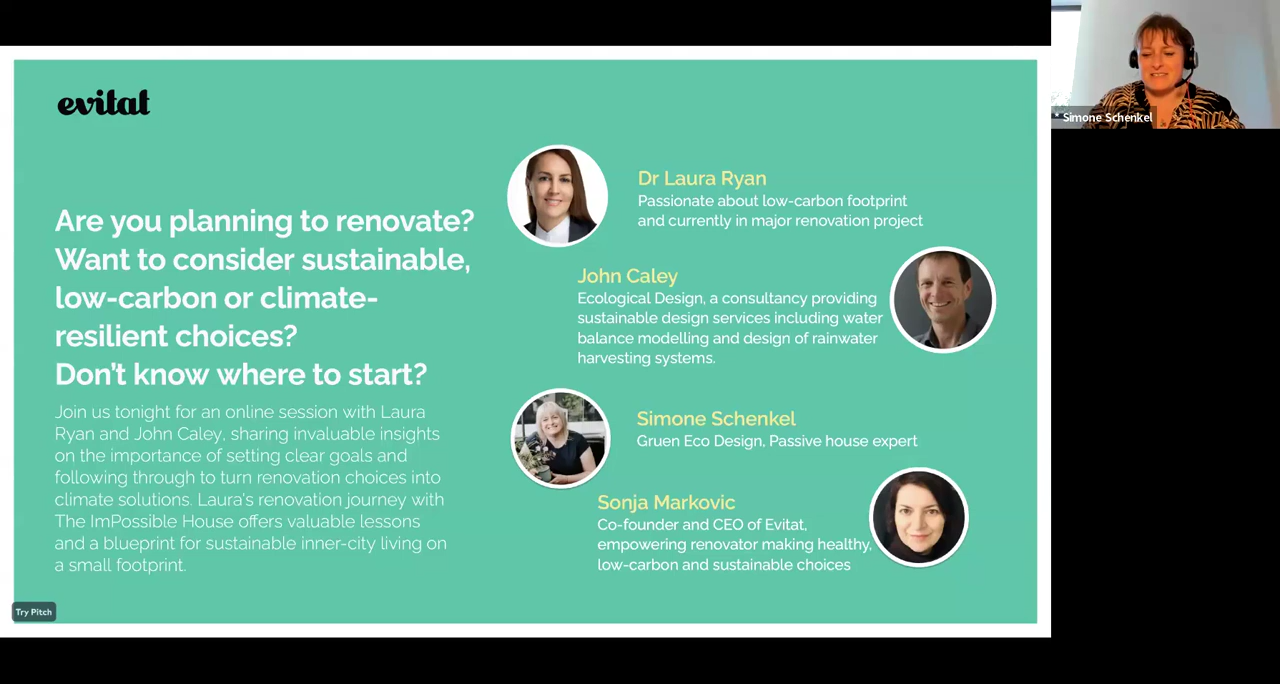 evitat
Are you planning to renovate?
Want to consider sustainable,
low-carbon or climate-
resilient choices?
Don't know where to start?
Join us tonight for an online session with Laura
Ryan and John Caley, sharing invaluable insights
on the importance of setting clear goals and
following through to turn renovation choices into
climate solutions. Laura's renovation journey with
The ImPossible House offers valuable lessons
and a blueprint for sustainable inner-city living on
a small footprint.
Try Pitch
Dr Laura Ryan
Passionate about low-carbon footprint
and currently in major renovation project
John Caley
Ecological Design, a consultancy providing
sustainable design services including water
balance modelling and design of rainwater
harvesting systems.
Simone Schenkel
Gruen Eco Design, Passive house expert
Sonja Markovic
Co-founder and CEO of Evitat,
empowering renovator making healthy,
low-carbon and sustainable choices
Simone Schenkel